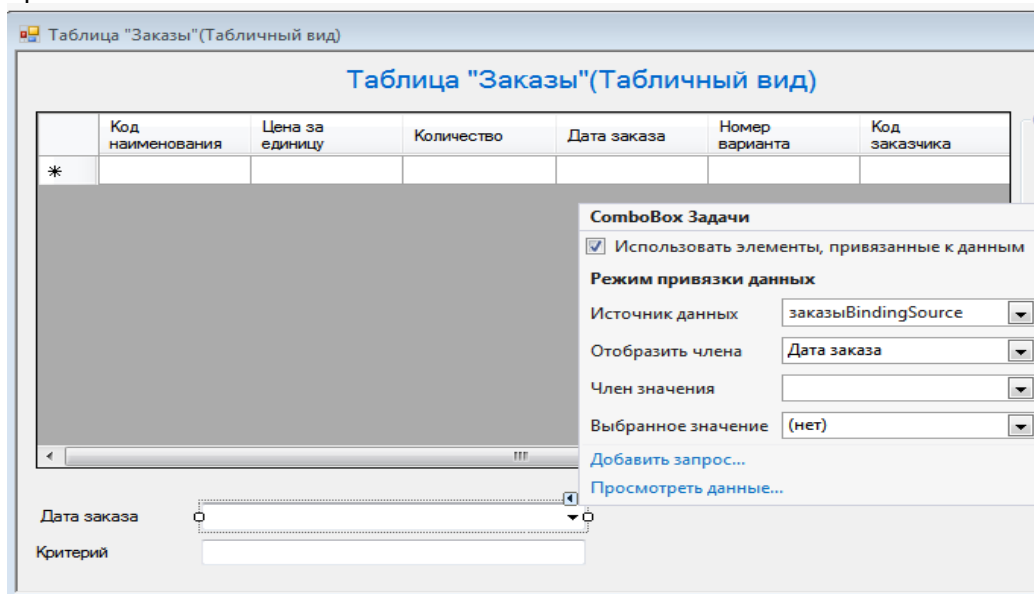 Таблица "Заказы"(Табличный вид)
Таблица "Заказы"(Табличный вид)
Код наименования
Цена за единицу
Количество
Дата заказа
Номер варианта
Код заказчика
ComboBox Задачи
Использовать элементы, привязанные к данным
Режим привязки данных
Источник данных заказыBindingSource
Отобразить члена Дата заказа
Член значения
Выбранное значение (нет)
Добавить запрос...
Просмотреть данные...
Дата заказа
Критерий